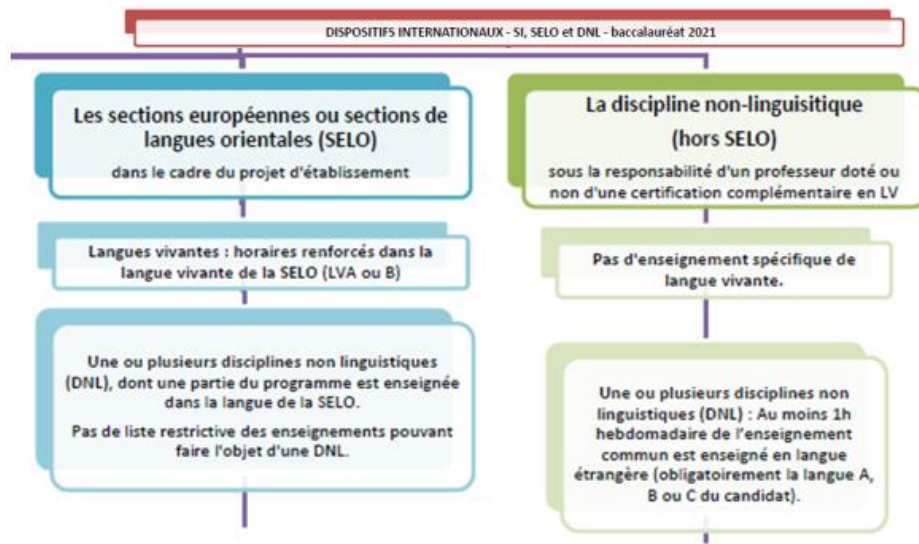 DISPOSITIFS INTERNATIONAUX - SI, SELO et DNL - baccalauréat 2021
Les sections européennes ou sections de
langues orientales (SELO)
dans le cadre du projet d'établissement
Langues vivantes : horaires renforcés dans la
langue vivante de la SELO (LVA ou B)
Une ou plusieurs disciplines non linguistiques
(DNL), dont une partie du programme est enseignée
dans la langue de la SELO.
Pas de liste restrictive des enseignements pouvant
faire l'objet d'une DNL.
La discipline non-linguisitique
(hors SELO)
sous la responsabilité d'un professeur doté ou
non d'une certification complémentaire en LV
Pas d'enseignement spécifique de
langue vivante.
Une ou plusieurs disciplines non
linguistiques (DNL) : Au moins 1h
hebdomadaire de l'enseignement
commun est enseigné en langue
étrangère (obligatoirement la langue A,
B ou C du candidat).